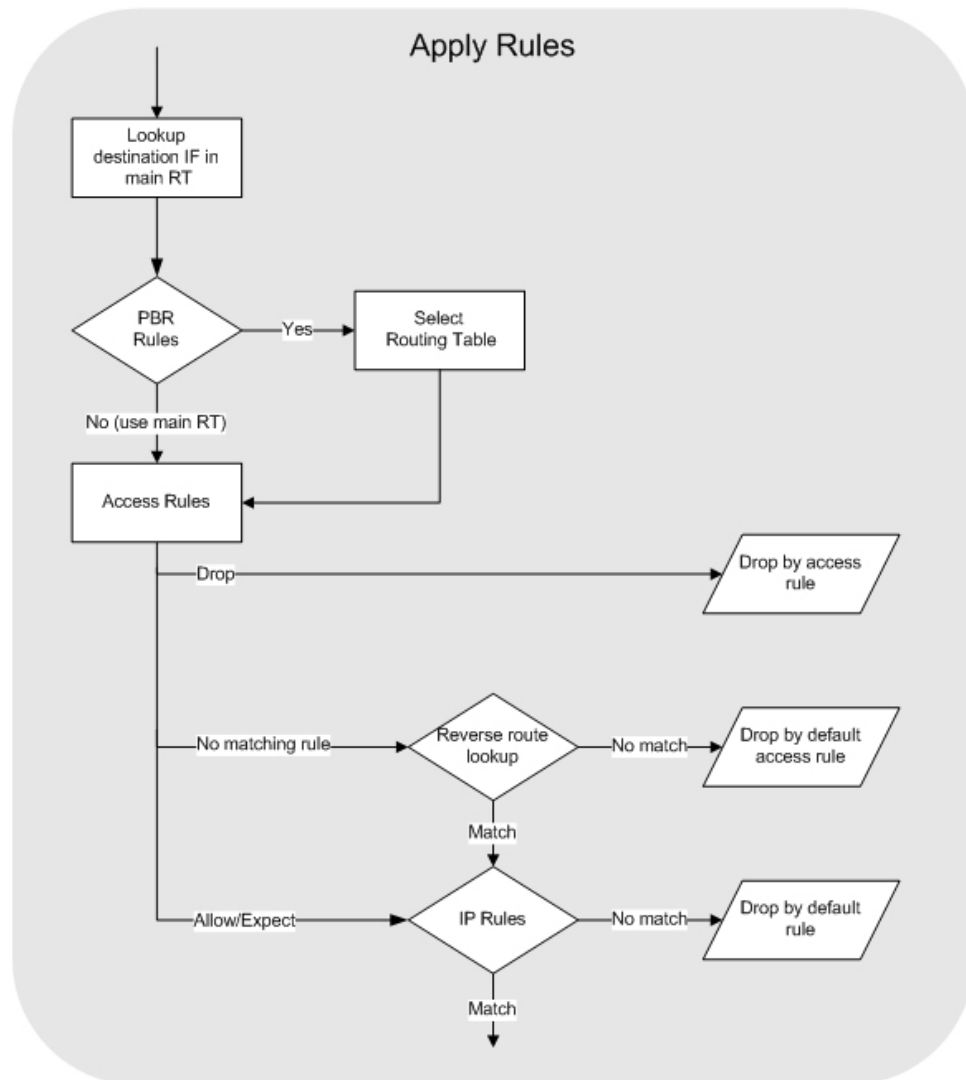 Apply Rules
Lookup
destination IF in
main RT
PBR
Rules
Yes
Select
Routing Table
No (use main RT)
Access Rules
Drop
Drop by access
rule
No matching rule
Reverse route
lookup
No match
Drop by default
access rule
Match
Allow/Expect
IP Rules
No match
Drop by default
rule
Match